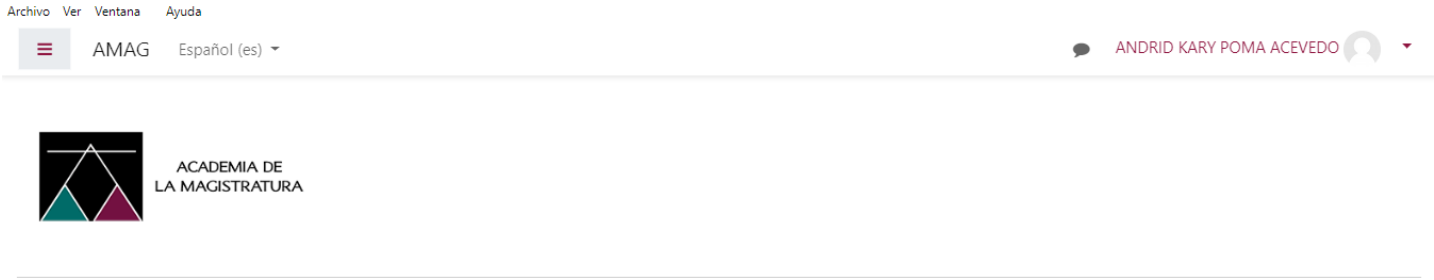 Archivo Ver Ventana Ayuda
AMAG Español (es) ANDRID KARY POMA ACEVEDO
ACADEMIA DE
LA MAGISTRATURA